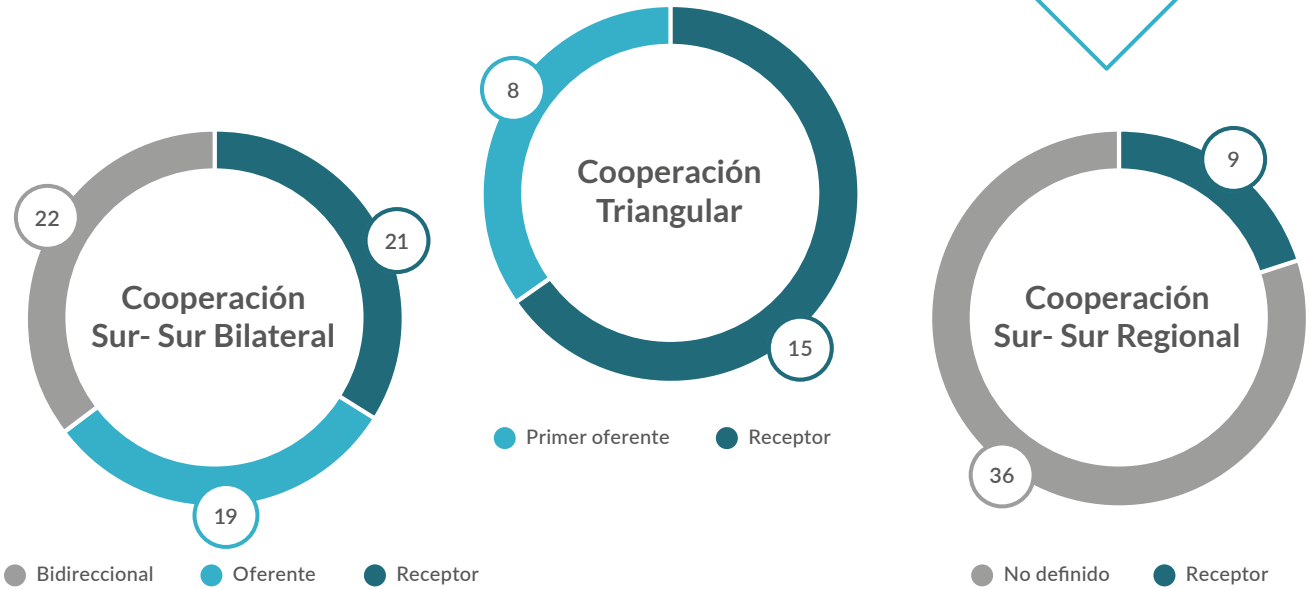 22
21
Cooperación
Sur- Sur Bilateral
19
Bidireccional
Oferente
Receptor
8
Cooperación
Triangular
15
Primer oferente
Receptor
9
Cooperación
Sur- Sur Regional
36
No definido
Receptor